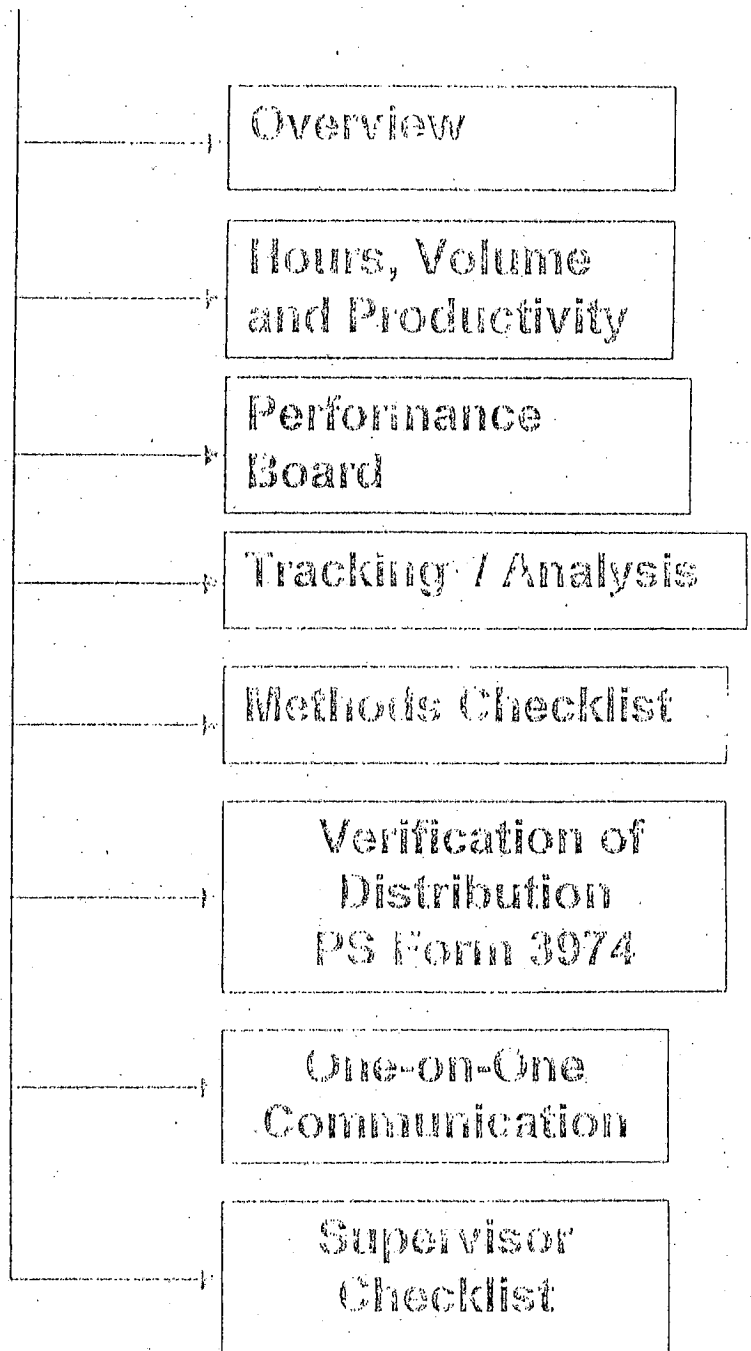 Overview
Hours, Volume
and Productivity
Performance
Board
Tracking / Analysis
Methods Checklist
Verification of
Distribution
PS Form 3974
One-on-One
Communication
Supervisor
Checklist